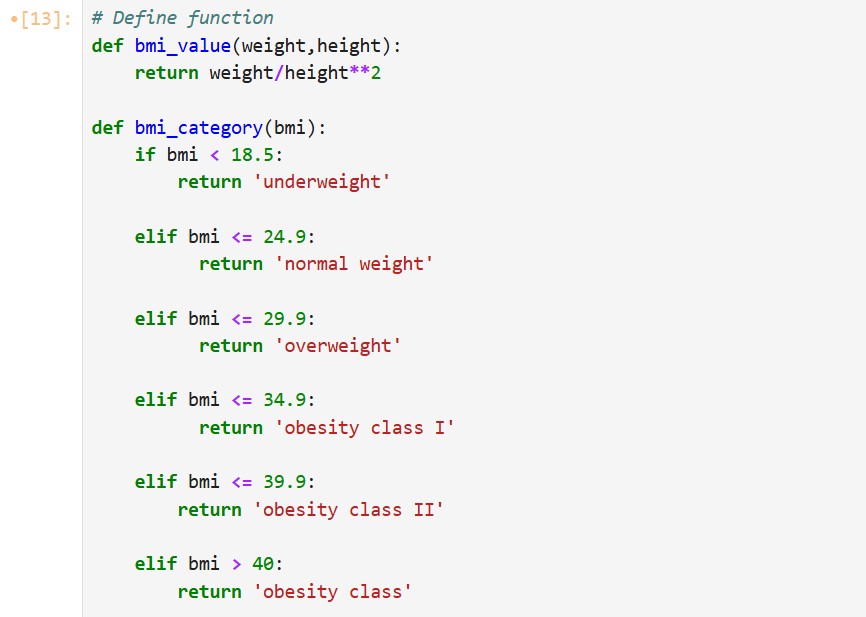 •[13]: # Define function
def bmi_value(weight,height):
    return weight/height**2

def bmi_category(bmi):
    if bmi < 18.5:
        return 'underweight'

    elif bmi <= 24.9:
          return 'normal weight'

    elif bmi <= 29.9:
          return 'overweight'

    elif bmi <= 34.9:
          return 'obesity class I'

    elif bmi <= 39.9:
        return 'obesity class II'

    elif bmi > 40:
        return 'obesity class'